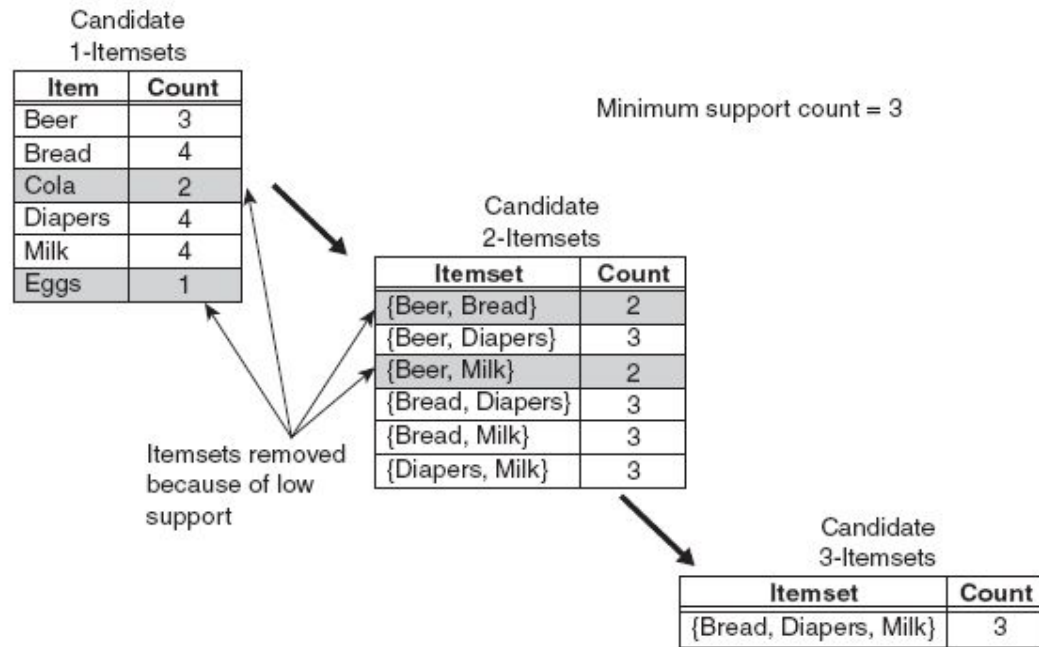 Candidate
1-Itemsets
Item Count
Beer 3
Bread 4
Cola 2
Diapers 4
Milk 4
Eggs 1
Minimum support count = 3
Candidate
2-Itemsets
Itemset Count
{Beer, Bread} 2
{Beer, Diapers} 3
{Beer, Milk} 2
{Bread, Diapers} 3
{Bread, Milk} 3
{Diapers, Milk} 3
Itemsets removed
because of low
support
Candidate
3-Itemsets
Itemset Count
{Bread, Diapers, Milk} 3